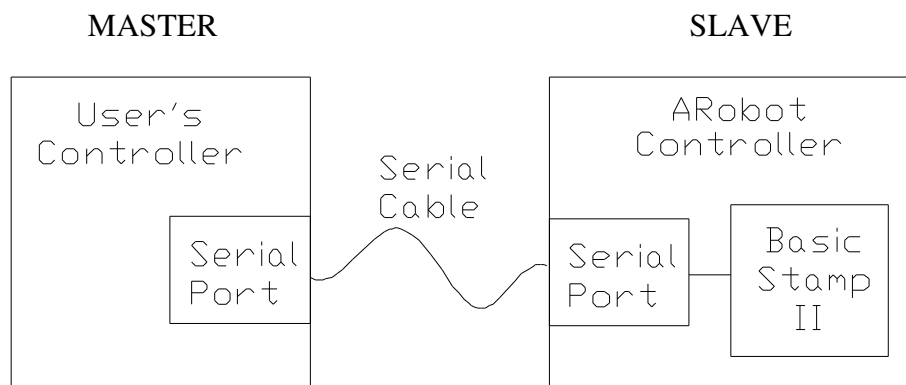 MASTER
SLAVE
User's
Controller
Serial
Port
Serial
Cable
ARobot
Controller
Serial
Port
Basic
Stamp
II